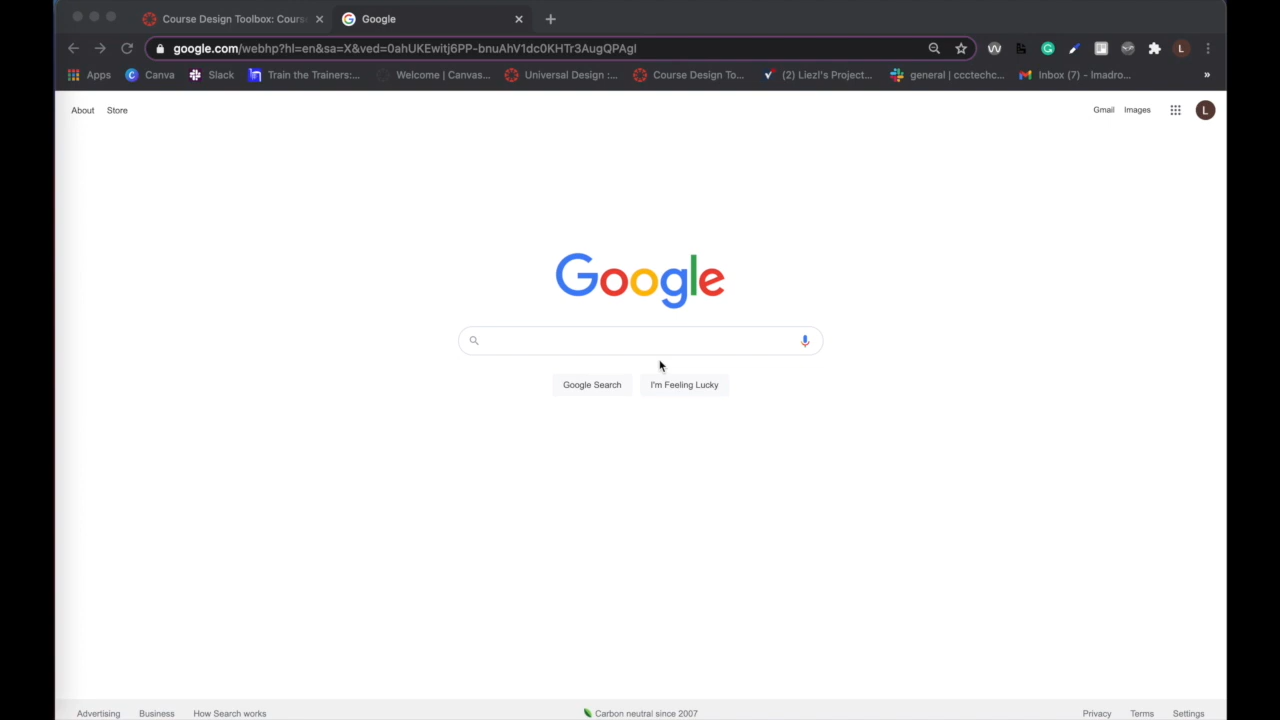 Course Design Toolbox: Cours
Google
google.com/webhp?hl=en&sa=X&ved=0ahUKEwitj6PP-bnuAhV1dc0KHTr3AugQPAgI
L
Apps
Canva
Slack
Train the Trainers:...
Welcome | Canvas...
Universal Design :...
Course Design To...
(2) Liezl's Project...
general | ccctechc...
Inbox (7) - lmadro...
»
About Store
Gmail Images
L
Google
Google Search
I'm Feeling Lucky
Advertising Business How Search works
Carbon neutral since 2007
Privacy Terms Settings